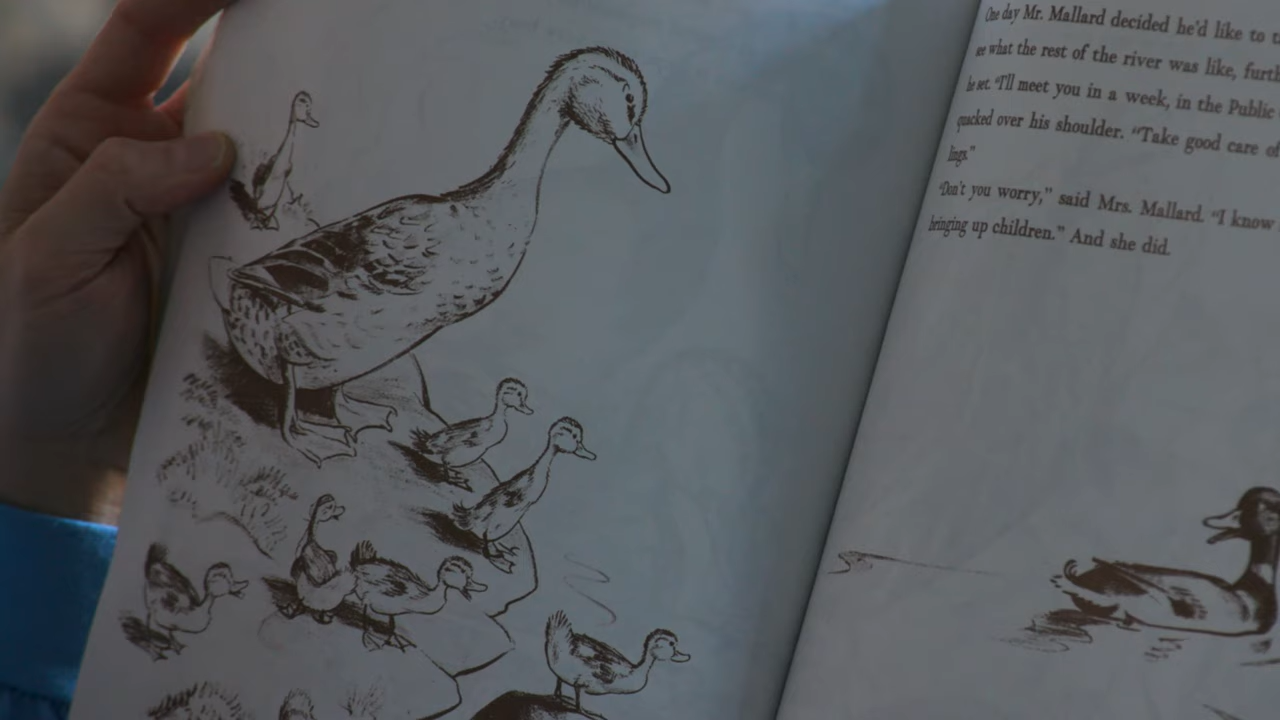 One day Mr. Mallard decided he'd like to
see what the rest of the river was like,
he set. "I'll meet you in a week, in the Public
quacked over his shoulder. "Take good care of
lings."
"Don't you worry," said Mrs. Mallard. "I know
bringing up children." And she did.